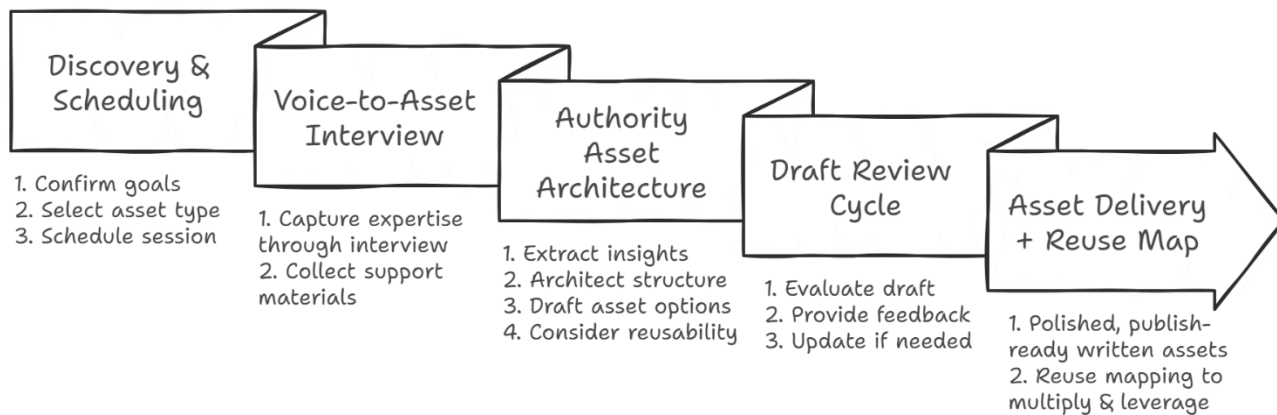 Discovery &
Scheduling
1. Confirm goals
2. Select asset type
3. Schedule session
Voice-to-Asset
Interview
1. Capture expertise
through interview
2. Collect support
materials
Authority
Asset
Architecture
1. Extract insights
2. Architect structure
3. Draft asset options
4. Consider reusability
Draft Review
Cycle
1. Evaluate draft
2. Provide feedback
3. Update if needed
Asset Delivery
+ Reuse Map
1. Polished, publish-
ready written assets
2. Reuse mapping to
multiply & leverage